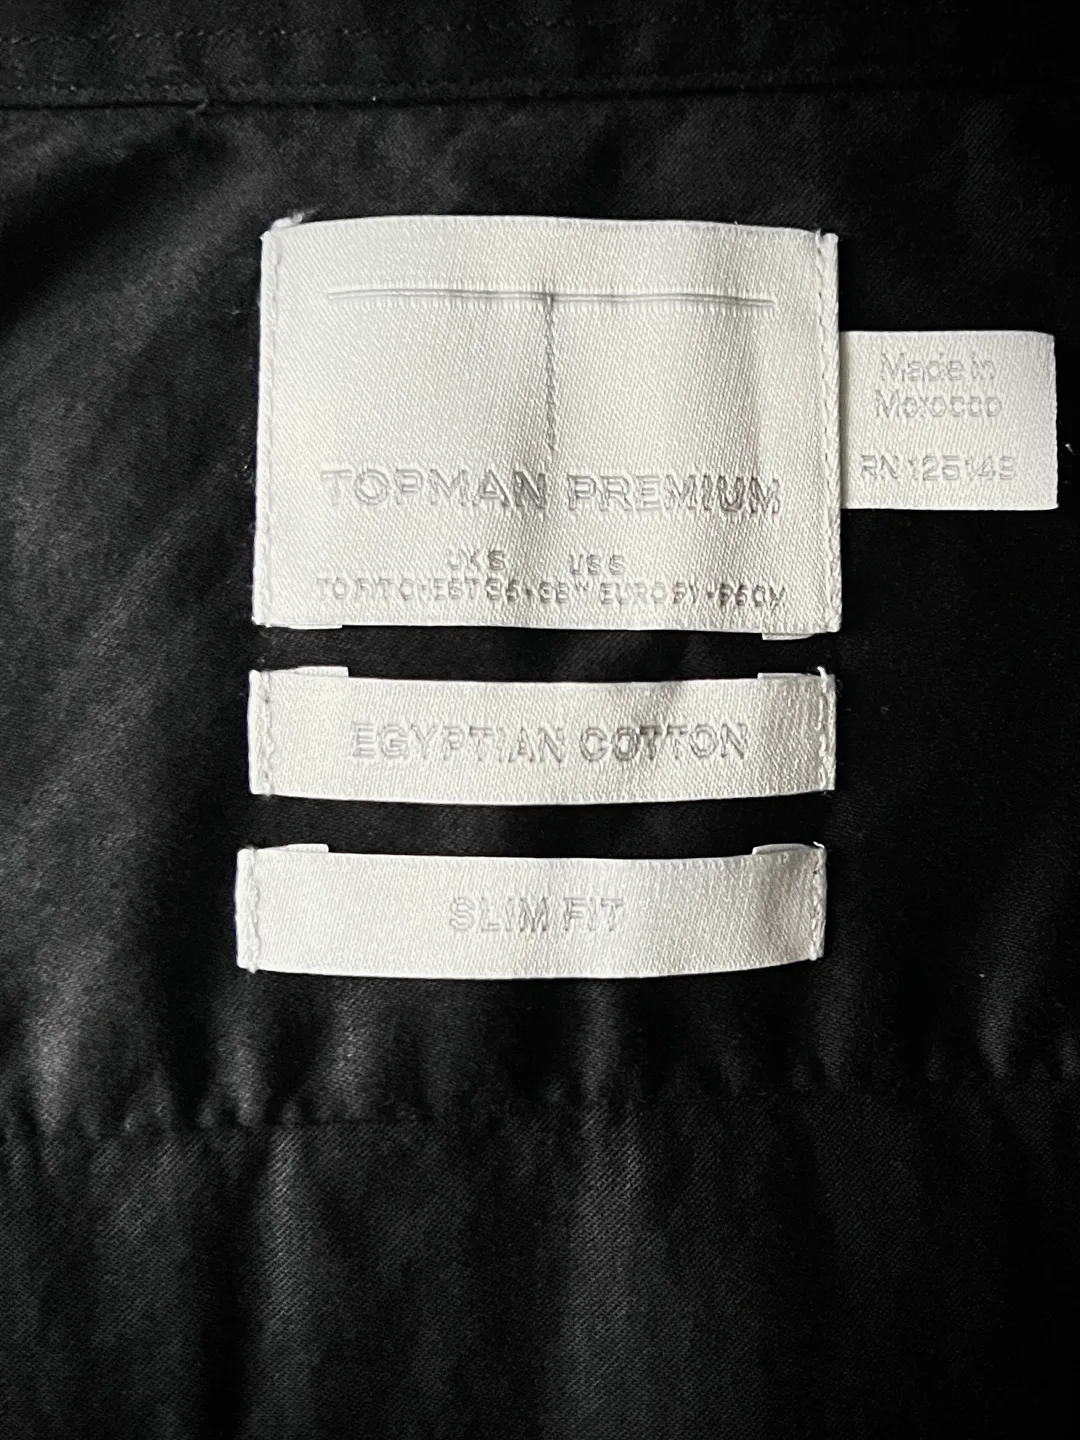 TOPMAN PREMIUM
UK S US S
TO FIT CHEST 36-38" EURO 91-96CM
Made in
Morocco
RN 125149
EGYPTIAN COTTON
SLIM FIT